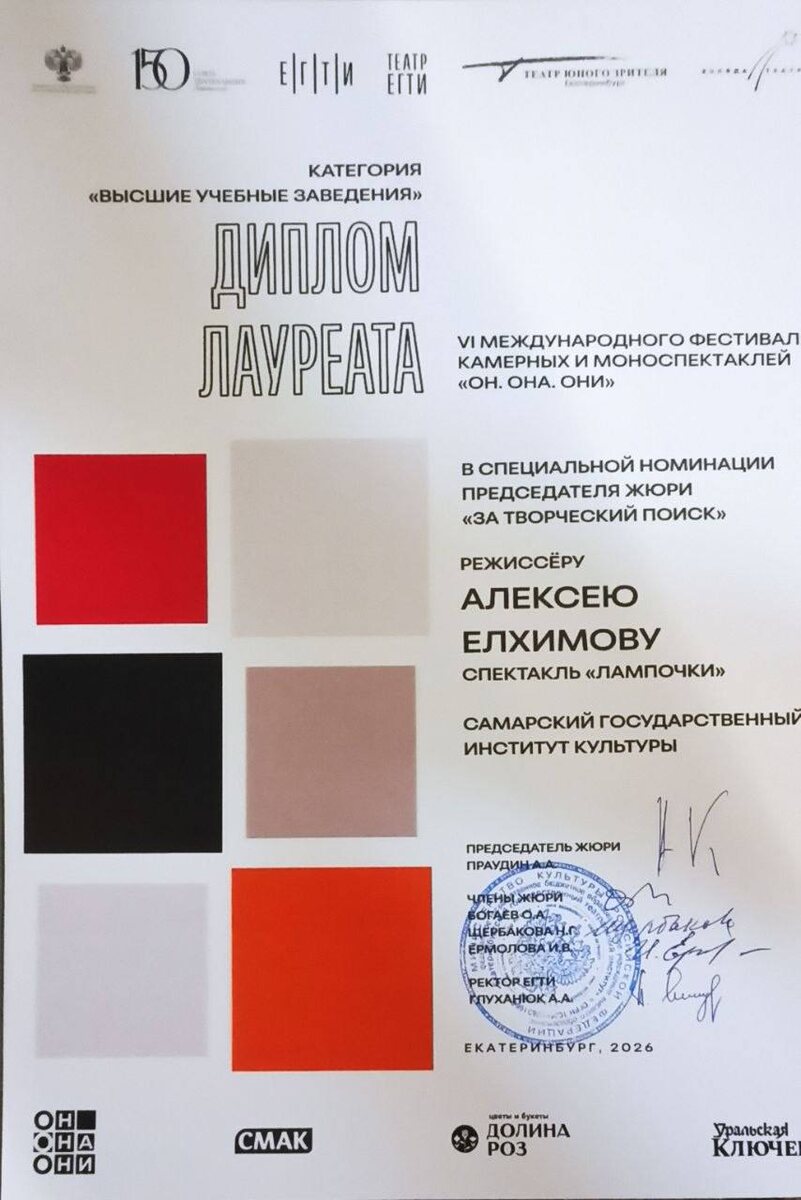 150
Е|Г|Т|И
ТЕАТР
ЕГТИ
ТЕАТР ЮНОГО ЗРИТЕЛЯ
Екатеринбург
КАТЕГОРИЯ
«ВЫСШИЕ УЧЕБНЫЕ ЗАВЕДЕНИЯ»
ДИПЛОМ
ЛАУРЕАТА
VI МЕЖДУНАРОДНОГО ФЕСТИВАЛ
КАМЕРНЫХ И МОНОСПЕКТАКЛЕЙ
«ОН. ОНА. ОНИ»
В СПЕЦИАЛЬНОЙ НОМИНАЦИИ
ПРЕДСЕДАТЕЛЯ ЖЮРИ
«ЗА ТВОРЧЕСКИЙ ПОИСК»
РЕЖИССЁРУ
АЛЕКСЕЮ
ЕЛХИМОВУ
СПЕКТАКЛЬ «ЛАМПОЧКИ»
САМАРСКИЙ ГОСУДАРСТВЕННЫЙ
ИНСТИТУТ КУЛЬТУРЫ
ПРЕДСЕДАТЕЛЬ ЖЮРИ
ПРАУДИН А.А.
ЧЛЕНЫ ЖЮРИ
БОГАЕВ О.А.
ЩЕРБАКОВА Н.Г.
ЕРМОЛОВА И.В.
РЕКТОР ЕГТИ
ГЛУХАНЮК А.А.
ЕКАТЕРИНБУРГ, 2026
ОН
ОНА
ОНИ
СМАК
цветы и букеты
ДОЛИНА
РОЗ
Уральская
КЛЮЧЕ